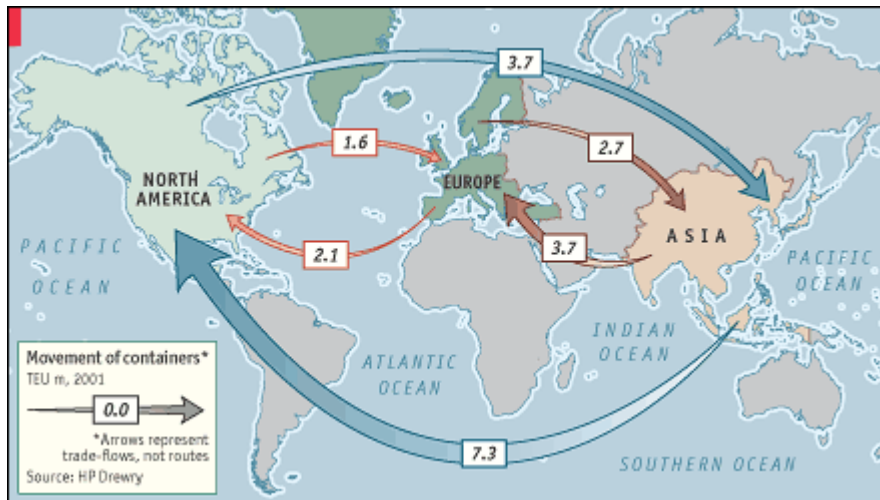 3.7
1.6
2.7
NORTH
AMERICA
EUROPE
PACIFIC
OCEAN
2.1
3.7
ASIA
PACIFIC
OCEAN
INDIAN
OCEAN
ATLANTIC
OCEAN
7.3
SOUTHERN OCEAN
Movement of containers*
TEU m, 2001
0.0
*Arrows represent
trade-flows, not routes
Source: HP Drewry